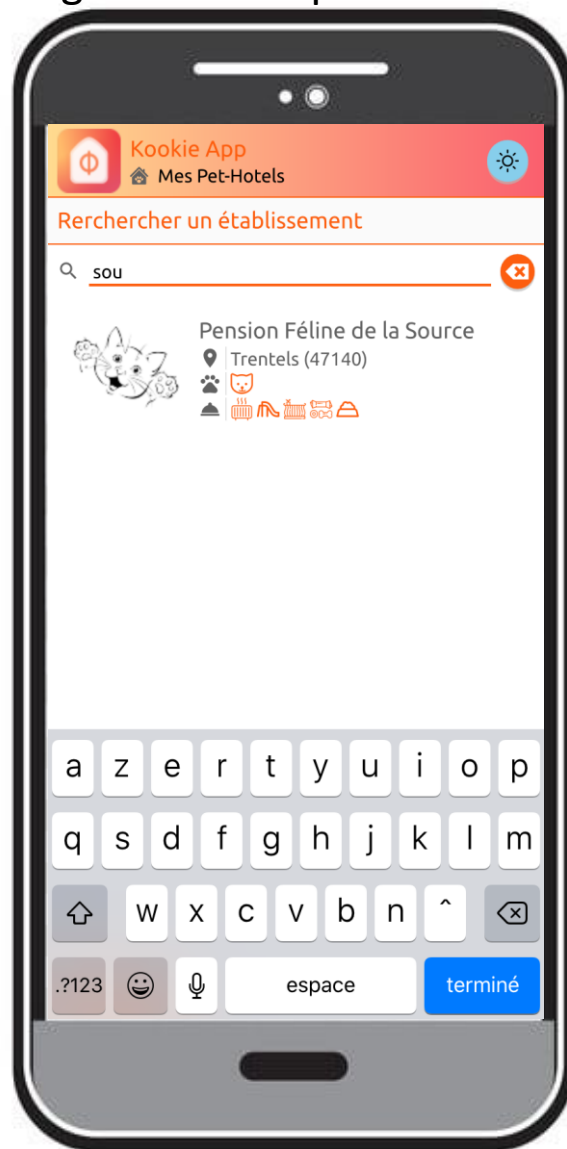 Kookie App
Mes Pet-Hotels
Rerchercher un établissement
sou
Pension Féline de la Source
Trentels (47140)
a z e r t y u i o p
q s d f g h j k l m
w x c v b n ^
.?123 espace terminé